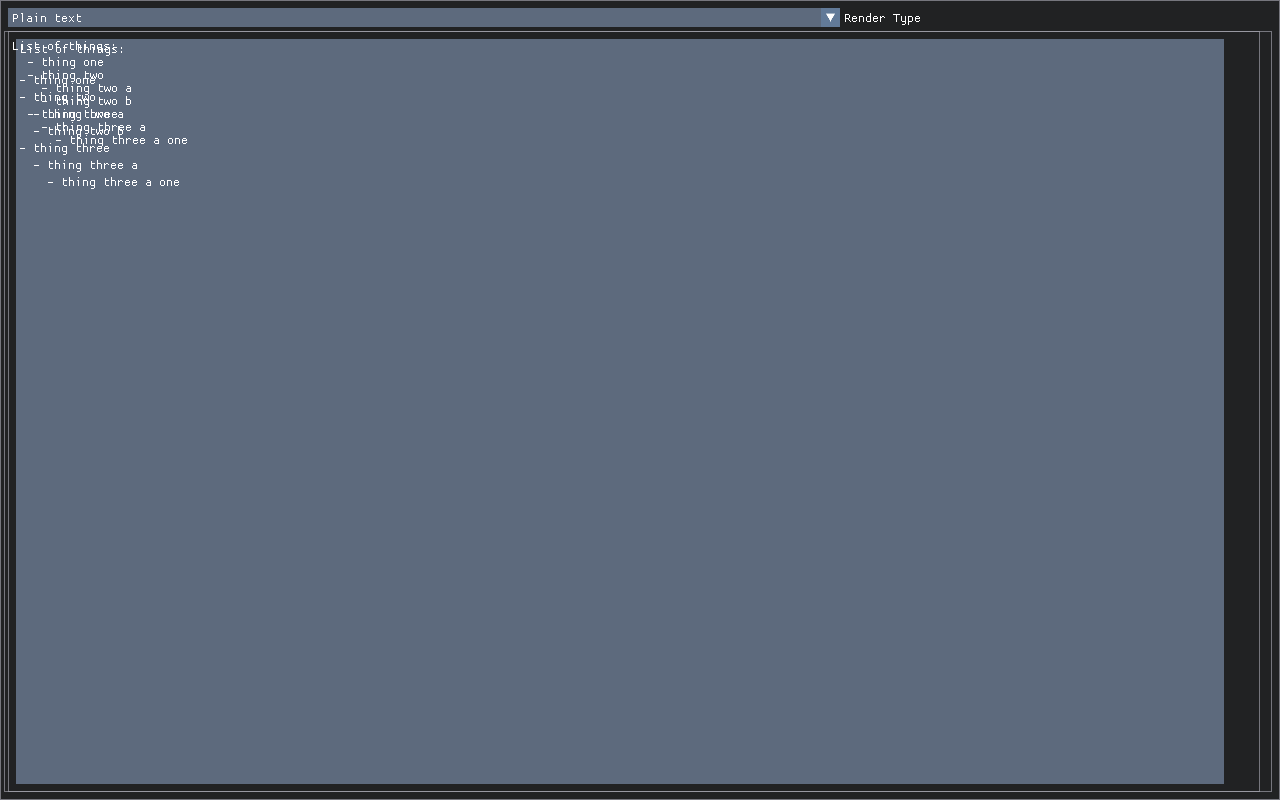 Plain text
Render Type
List of things:
List of things:
- thing one
- thing two
- thing one
- thing two a
- thing two
- thing two b
- thing three
- thing two a
- thing three a
- thing two b
- thing three a one
- thing three
- thing three a
- thing three a one